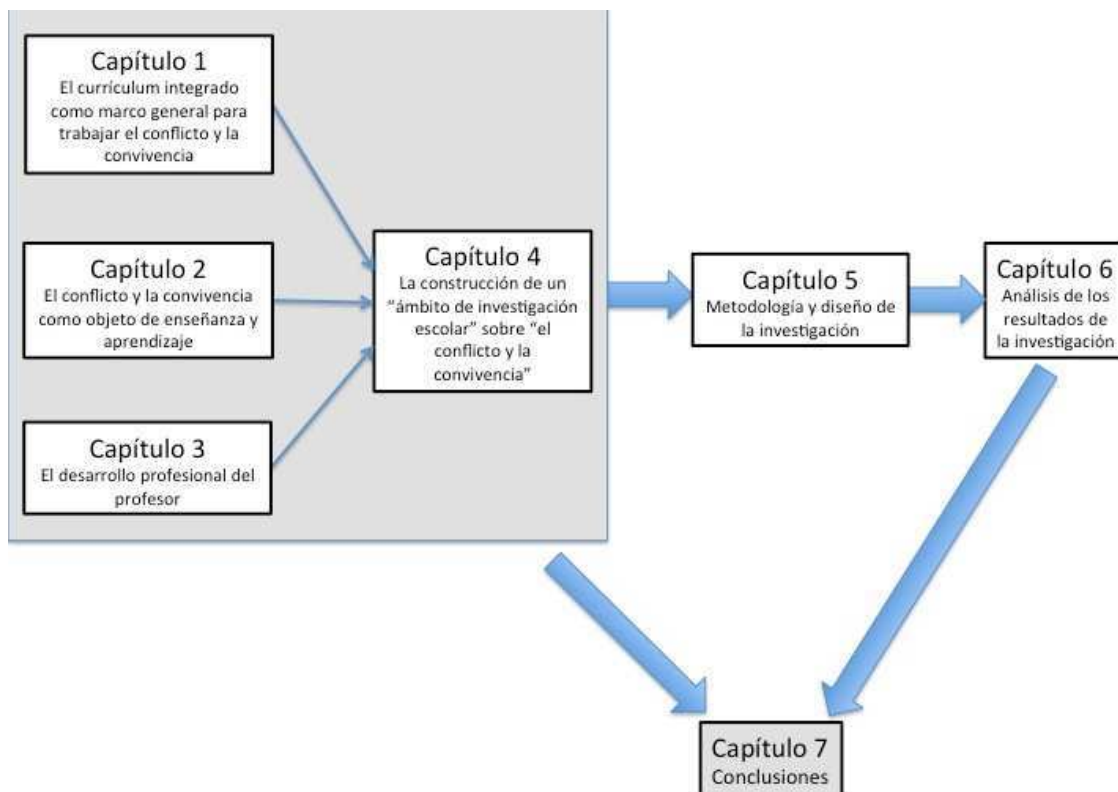 Capítulo 1
El currículum integrado
como marco general para
trabajar el conflicto y la
convivencia
Capítulo 2
El conflicto y la convivencia
como objeto de enseñanza y
aprendizaje
Capítulo 3
El desarrollo profesional del
profesor
Capítulo 4
La construcción de un
“ámbito de investigación
escolar” sobre “el
conflicto y la
convivencia”
Capítulo 5
Metodología y diseño de
la investigación
Capítulo 6
Análisis de los
resultados de
la investigación
Capítulo 7
Conclusiones